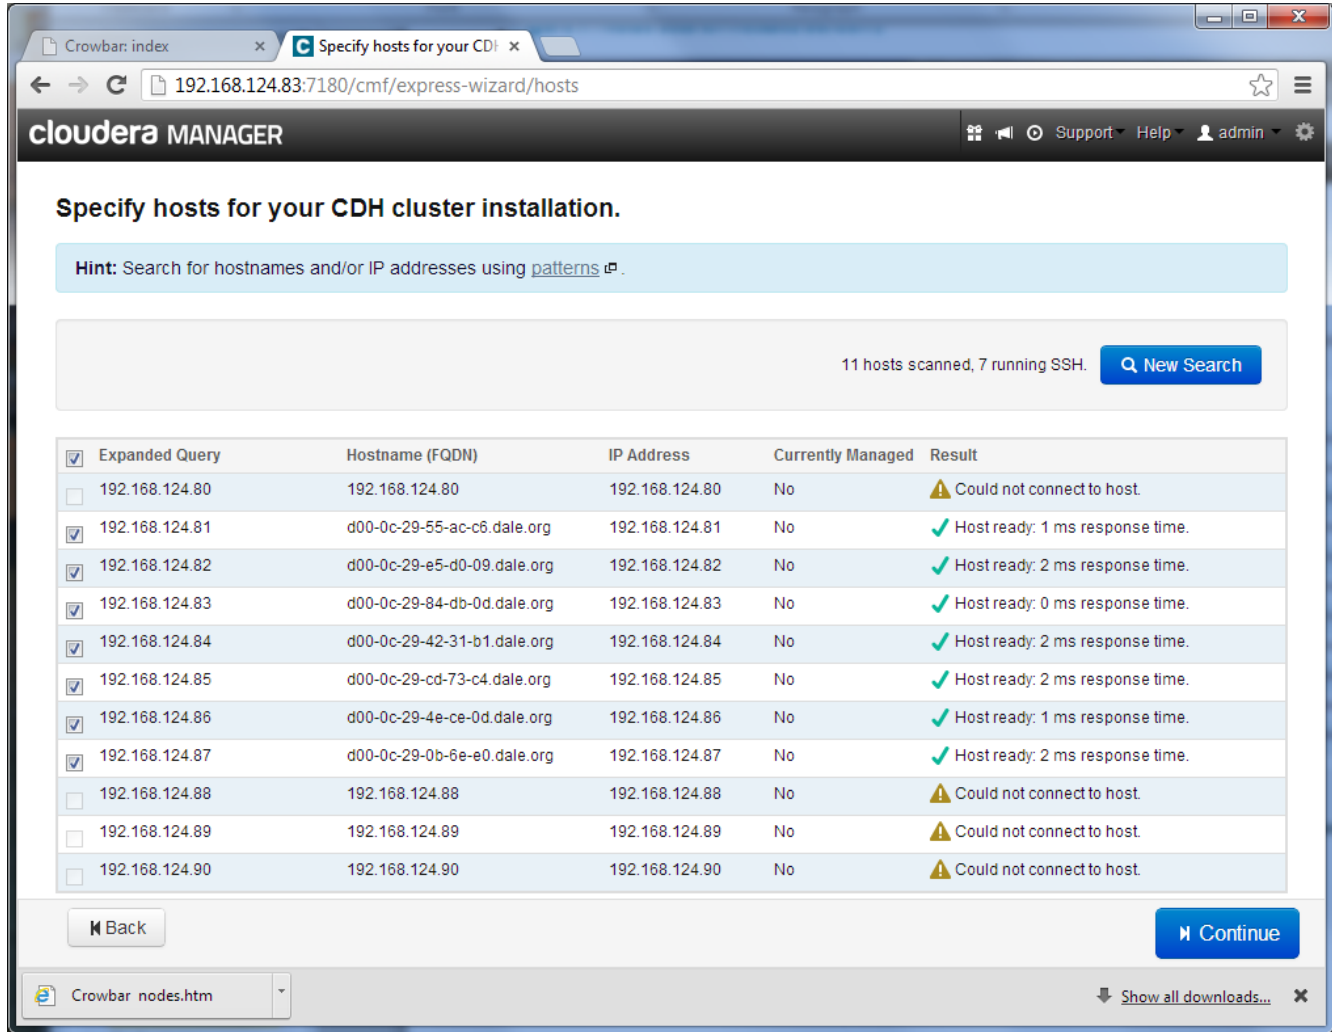 Crowbar: index
Specify hosts for your CDH
192.168.124.83:7180/cmf/express-wizard/hosts
cloudera MANAGER
Support Help admin
Specify hosts for your CDH cluster installation.
Hint: Search for hostnames and/or IP addresses using patterns .
11 hosts scanned, 7 running SSH. New Search
Expanded Query Hostname (FQDN) IP Address Currently Managed Result
192.168.124.80 192.168.124.80 192.168.124.80 No Could not connect to host.
192.168.124.81 d00-0c-29-55-ac-c6.dale.org 192.168.124.81 No Host ready: 1 ms response time.
192.168.124.82 d00-0c-29-e5-d0-09.dale.org 192.168.124.82 No Host ready: 2 ms response time.
192.168.124.83 d00-0c-29-84-db-0d.dale.org 192.168.124.83 No Host ready: 0 ms response time.
192.168.124.84 d00-0c-29-42-31-b1.dale.org 192.168.124.84 No Host ready: 2 ms response time.
192.168.124.85 d00-0c-29-cd-73-c4.dale.org 192.168.124.85 No Host ready: 2 ms response time.
192.168.124.86 d00-0c-29-4e-ce-0d.dale.org 192.168.124.86 No Host ready: 1 ms response time.
192.168.124.87 d00-0c-29-0b-6e-e0.dale.org 192.168.124.87 No Host ready: 2 ms response time.
192.168.124.88 192.168.124.88 192.168.124.88 No Could not connect to host.
192.168.124.89 192.168.124.89 192.168.124.89 No Could not connect to host.
192.168.124.90 192.168.124.90 192.168.124.90 No Could not connect to host.
Back Continue
Crowbar nodes.htm Show all downloads...